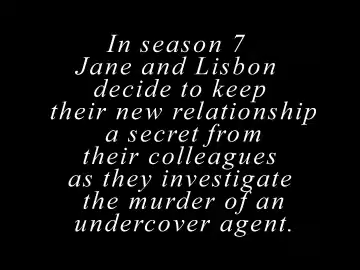 In season 7
Jane and Lisbon
decide to keep
their new relationship
a secret from
their colleagues
as they investigate
the murder of an
undercover agent.